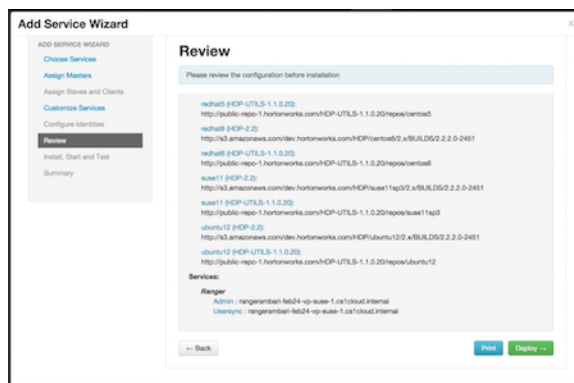 Add Service Wizard
x
ADD SERVICE WIZARD
Choose Services
Assign Masters
Assign Slaves and Clients
Customize Services
Configure Identities
Review
Install, Start and Test
Summary
Review
Please review the configuration before installation
redhat5 (HDP-UTILS-1.1.0.20):
http://public-repo-1.hortonworks.com/HDP-UTILS-1.1.0.20/repos/centos5
redhat6 (HDP-2.2):
http://s3.amazonaws.com/dev.hortonworks.com/HDP/centos6/2.x/BUILDS/2.2.2.0-2451
redhat6 (HDP-UTILS-1.1.0.20):
http://public-repo-1.hortonworks.com/HDP-UTILS-1.1.0.20/repos/centos6
suse11 (HDP-2.2):
http://s3.amazonaws.com/dev.hortonworks.com/HDP/suse11sp3/2.x/BUILDS/2.2.2.0-2451
suse11 (HDP-UTILS-1.1.0.20):
http://public-repo-1.hortonworks.com/HDP-UTILS-1.1.0.20/repos/suse11sp3
ubuntu12 (HDP-2.2):
http://s3.amazonaws.com/dev.hortonworks.com/HDP/ubuntu12/2.x/BUILDS/2.2.2.0-2451
ubuntu12 (HDP-UTILS-1.1.0.20):
http://public-repo-1.hortonworks.com/HDP-UTILS-1.1.0.20/repos/ubuntu12
Services:
Ranger
Admin : rangerambari-feb24-vp-suse-1.cs1cloud.internal
Usersync : rangerambari-feb24-vp-suse-1.cs1cloud.internal
← Back
Print
Deploy →